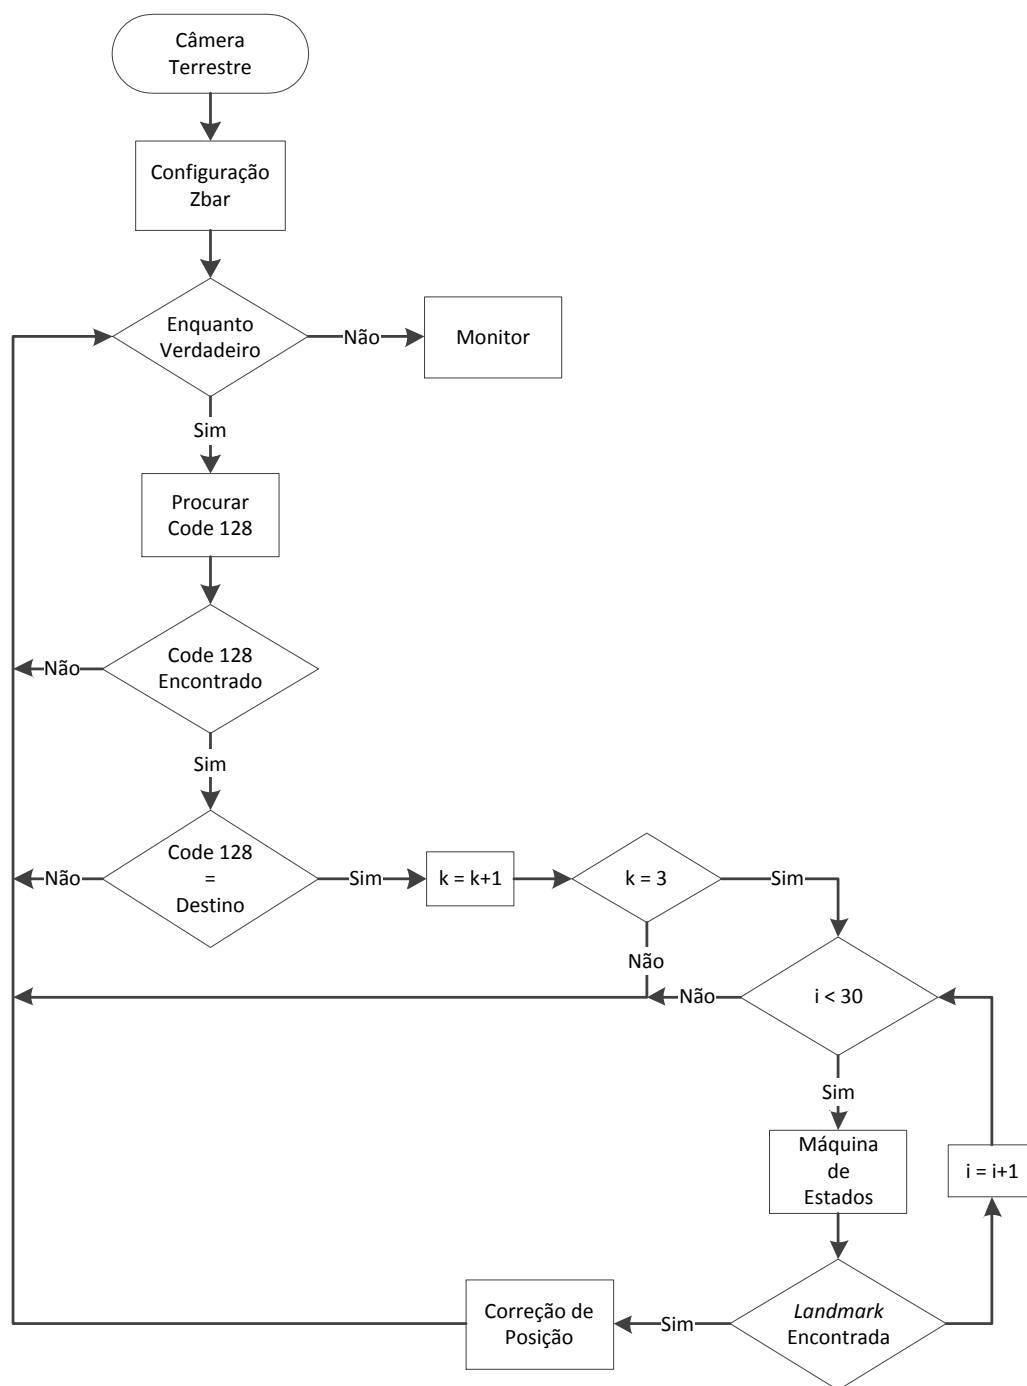 Câmera
Terrestre
Configuração
Zbar
Enquanto
Verdadeiro
Não
Monitor
Sim
Procurar
Code 128
Code 128
Encontrado
Não
Sim
Code 128
=
Destino
Não
Sim
k = k+1
k = 3
Sim
Não
Não
i < 30
Sim
Máquina
de
Estados
i = i+1
Correção de
Posição
Sim
Landmark
Encontrada